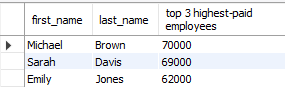 first_name last_name top 3 highest-paid employees
Michael Brown 70000
Sarah Davis 69000
Emily Jones 62000